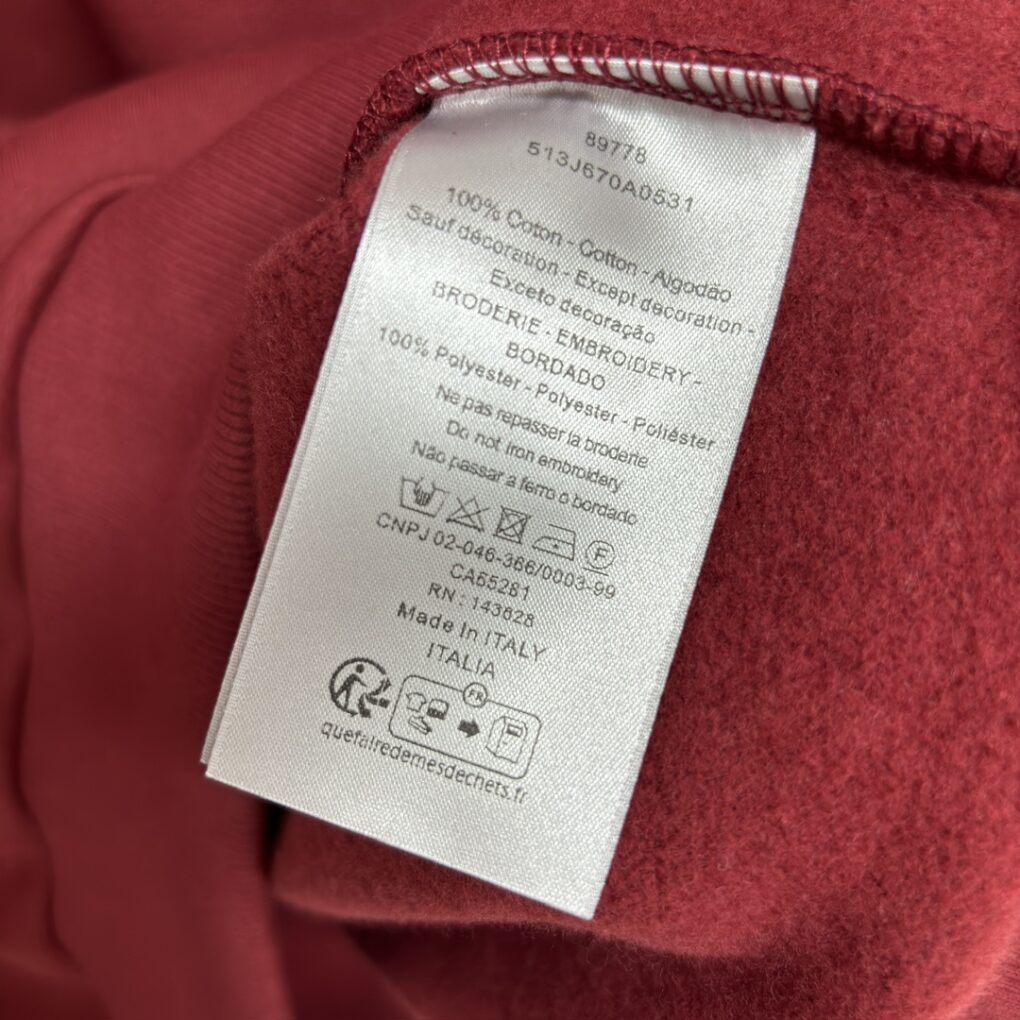 89778
513J670A0531
100% Coton - Cotton - Algodão
Sauf décoration - Except decoration -
Exceto decoração
BRODERIE - EMBROIDERY -
BORDADO
100% Polyester - Polyester - Poliéster
Ne pas repasser la broderie
Do not iron embroidery
Não passar a ferro o bordado
F
CNPJ 02-046-366/0003-99
CA65281
RN : 143628
Made In ITALY
ITALIA
FR
quefairedemesdechets.fr